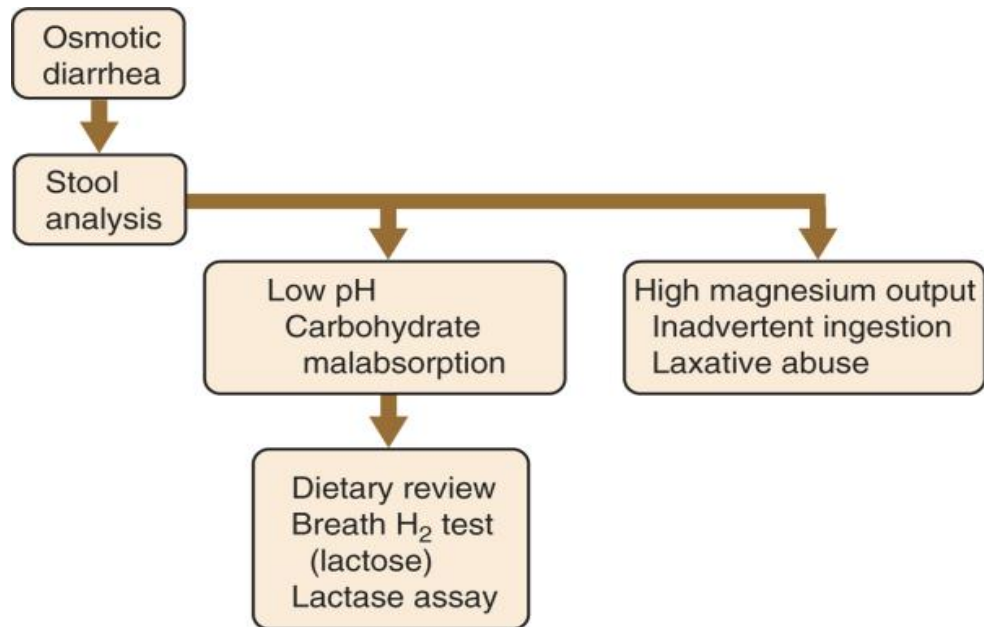 Osmotic
diarrhea
Stool
analysis
Low pH
Carbohydrate
malabsorption
High magnesium output
Inadvertent ingestion
Laxative abuse
Dietary review
Breath H₂ test
(lactose)
Lactase assay